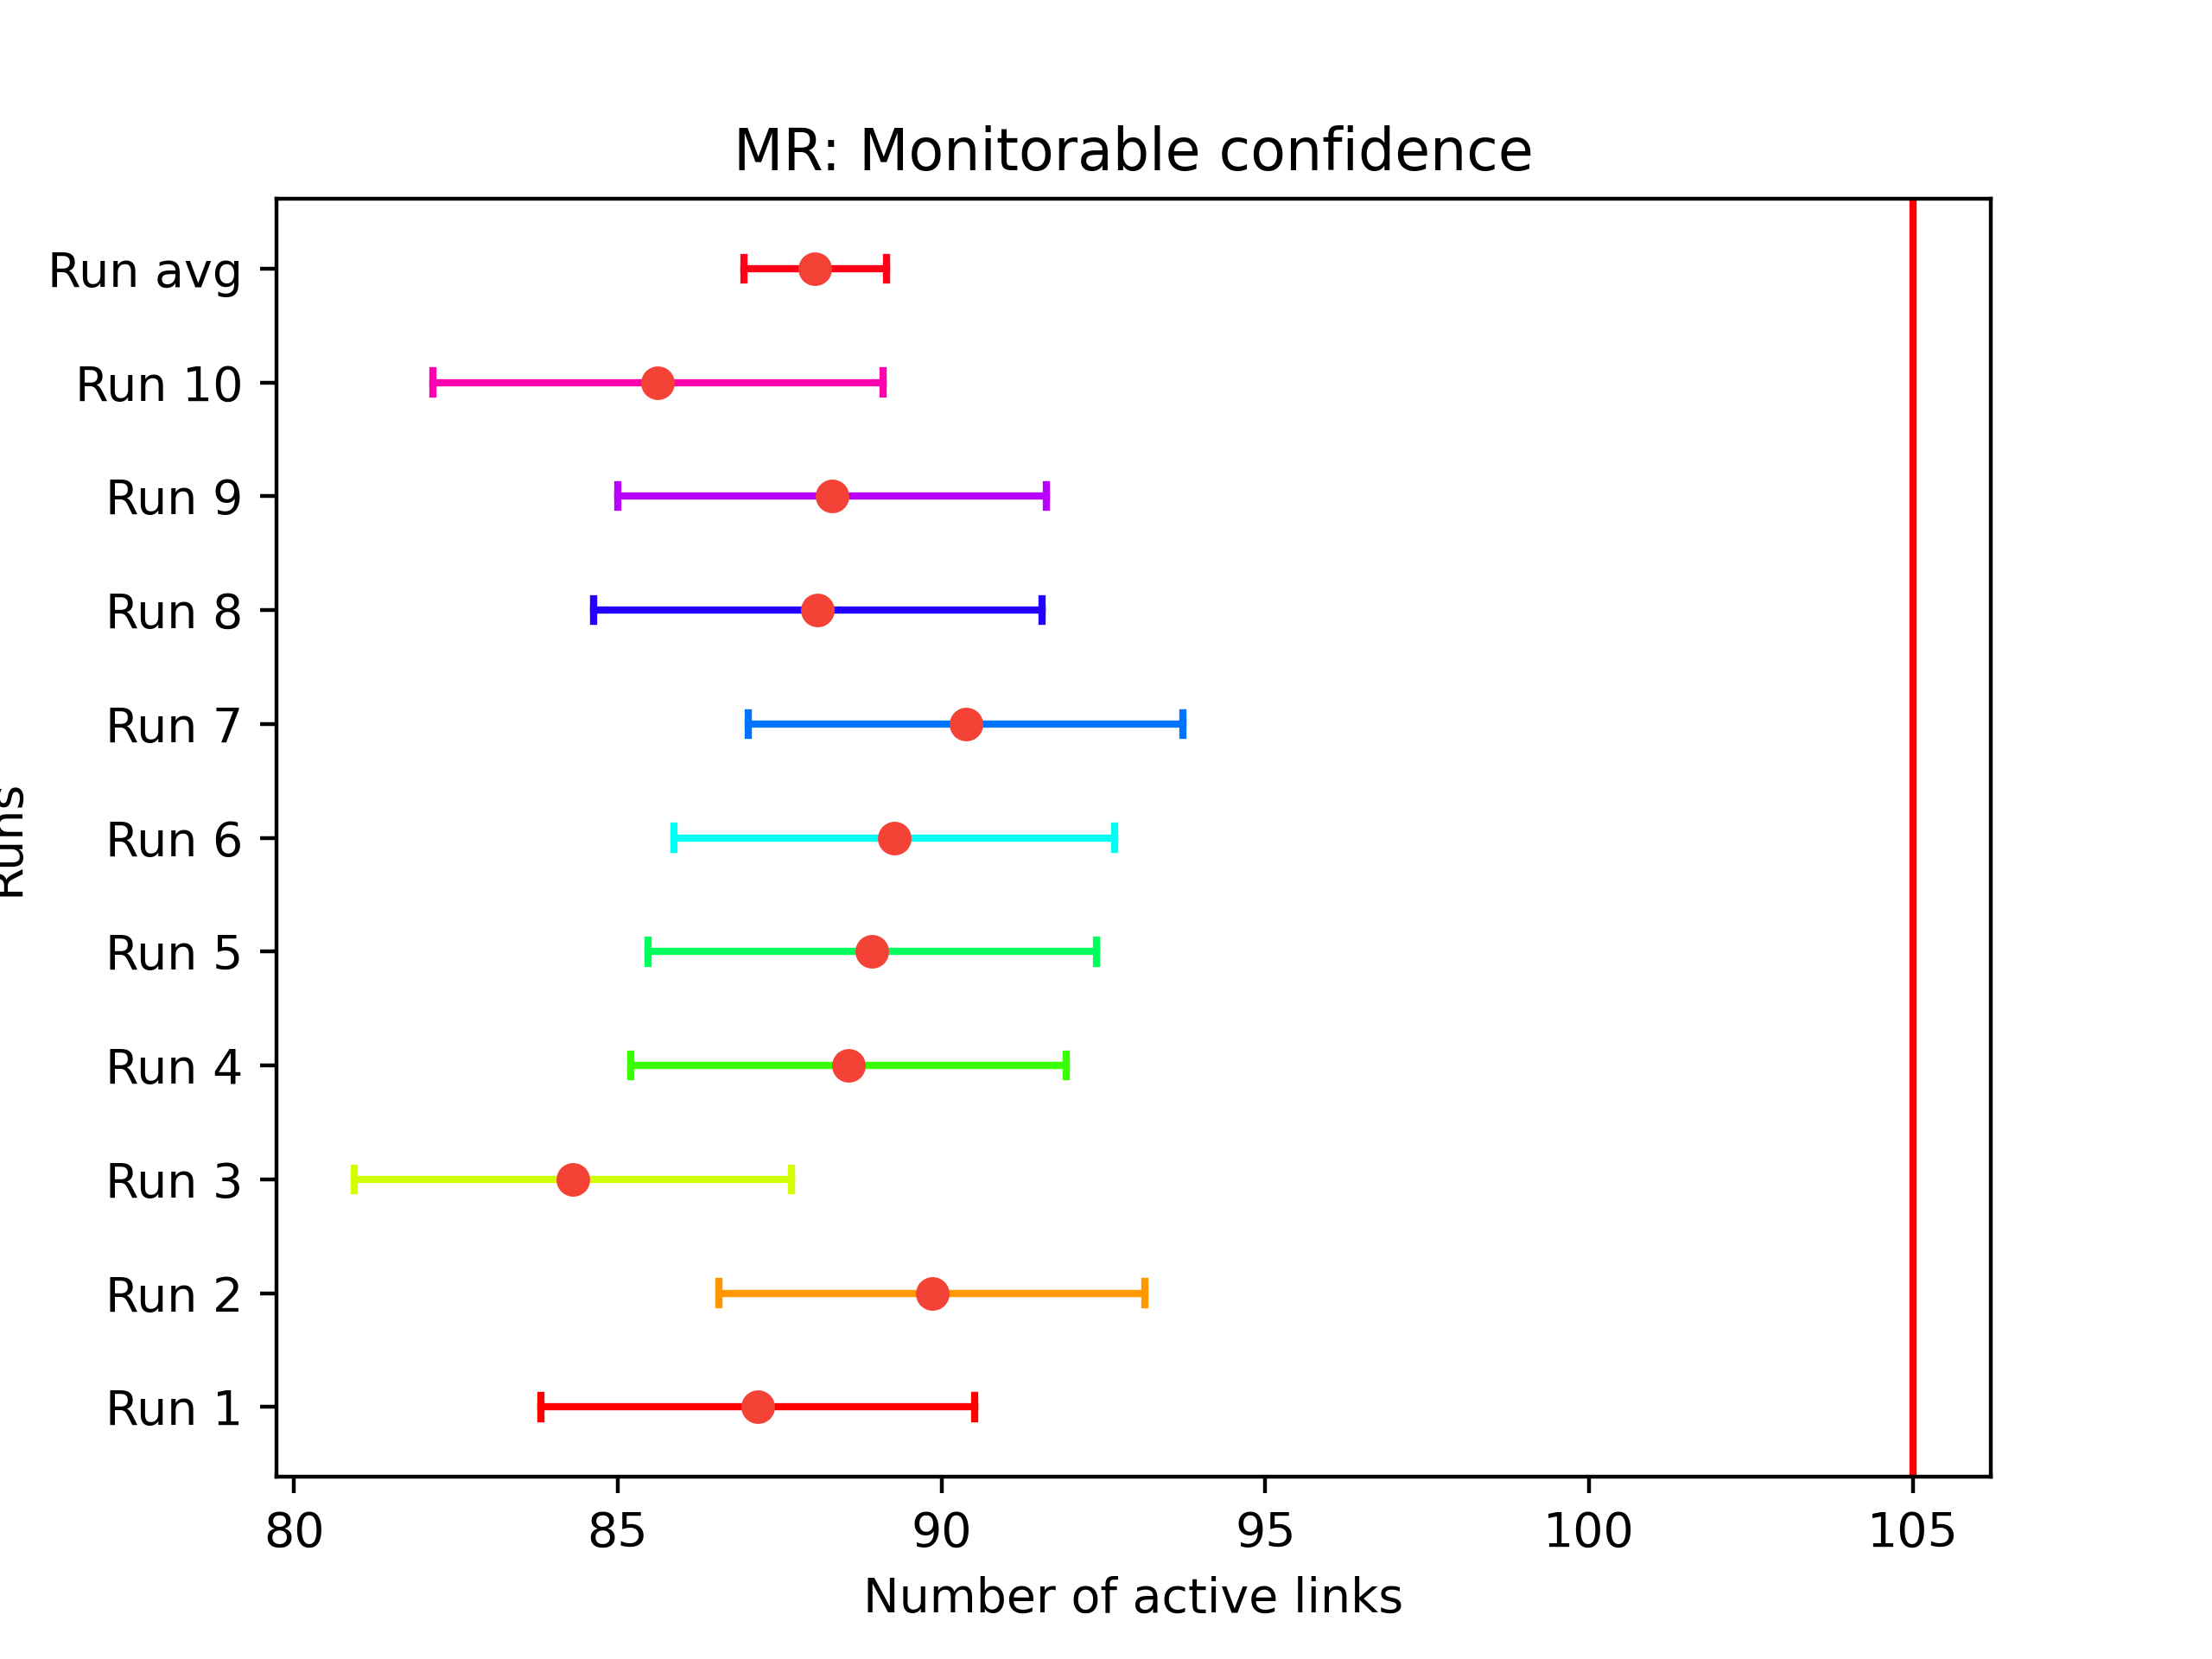 MR: Monitorable confidence
Run avg
Run 10
Run 9
Run 8
Run 7
Run 6
Run 5
Run 4
Run 3
Run 2
Run 1
Runs
80 85 90 95 100 105
Number of active links